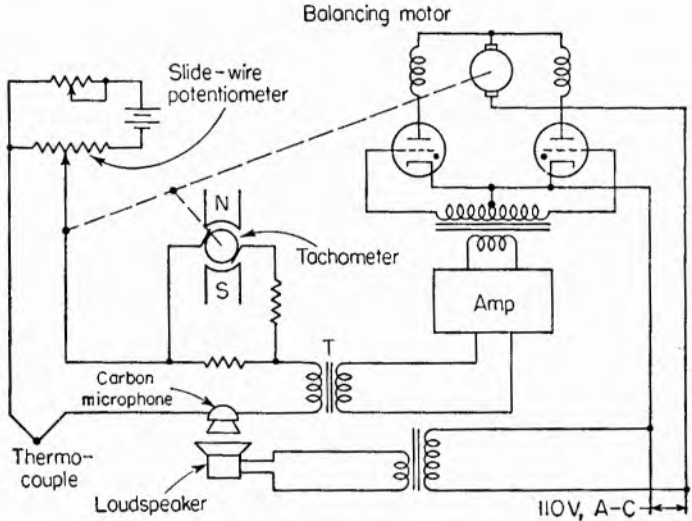 Balancing motor
Slide-wire
potentiometer
N
Tachometer
S
Amp
T
Carbon
microphone
Thermo-
couple
Loudspeaker
110V, A-C